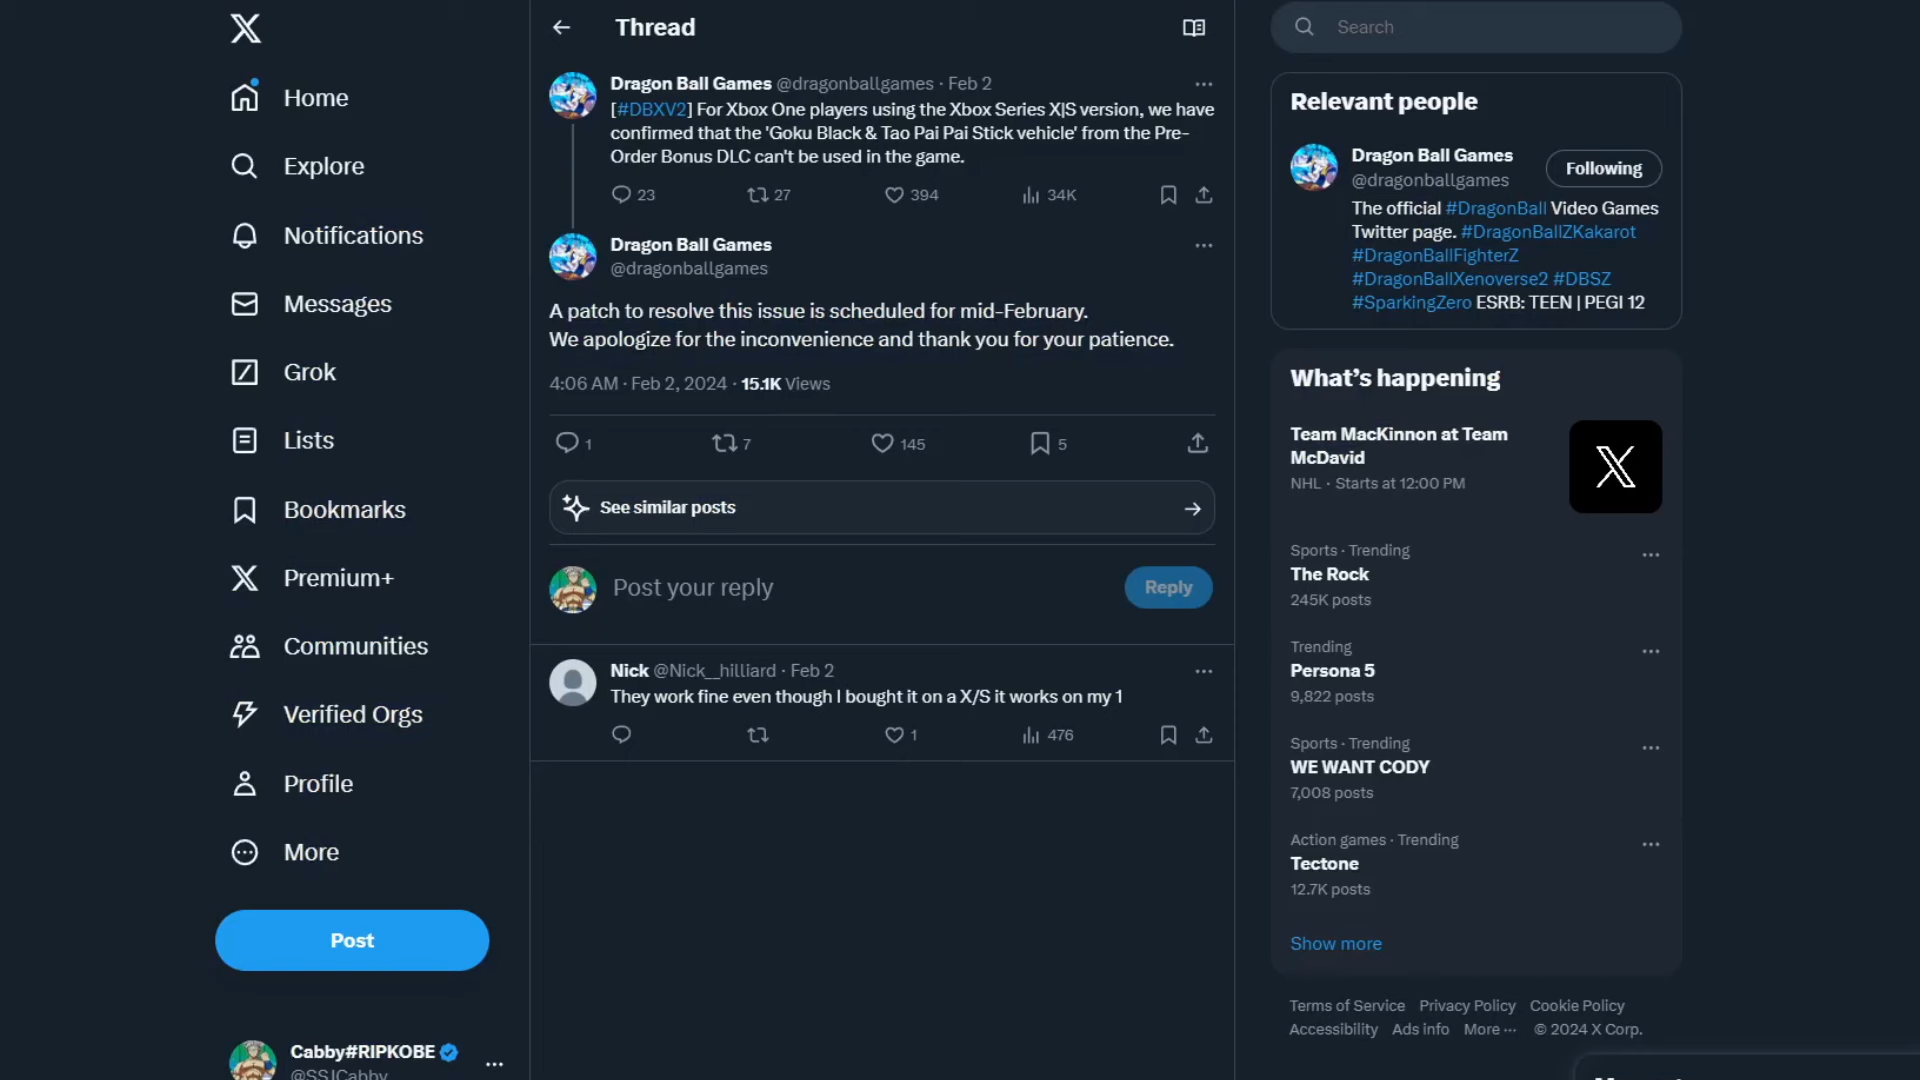 Home
Explore
Notifications
Messages
Grok
Lists
Bookmarks
Premium+
Communities
Verified Orgs
Profile
More
Post
Cabby#RIPKOBE
@SSJCabby
Thread
Dragon Ball Games @dragonballgames · Feb 2
[#DBXV2] For Xbox One players using the Xbox Series X|S version, we have
confirmed that the 'Goku Black & Tao Pai Pai Stick vehicle' from the Pre-
Order Bonus DLC can't be used in the game.
23 27 394 34K
Dragon Ball Games
@dragonballgames
A patch to resolve this issue is scheduled for mid-February.
We apologize for the inconvenience and thank you for your patience.
4:06 AM · Feb 2, 2024 · 15.1K Views
1 7 145 5
See similar posts
Post your reply
Reply
Nick @Nick__hilliard · Feb 2
They work fine even though I bought it on a X/S it works on my 1
1 476
Search
Relevant people
Dragon Ball Games
@dragonballgames
Following
The official #DragonBall Video Games
Twitter page. #DragonBallZKakarot
#DragonBallFighterZ
#DragonBallXenoverse2 #DBSZ
#SparkingZero ESRB: TEEN | PEGI 12
What's happening
Team MacKinnon at Team
McDavid
NHL · Starts at 12:00 PM
Sports · Trending
The Rock
245K posts
Trending
Persona 5
9,822 posts
Sports · Trending
WE WANT CODY
7,008 posts
Action games · Trending
Tectone
12.7K posts
Show more
Terms of Service Privacy Policy Cookie Policy
Accessibility Ads info More ··· © 2024 X Corp.